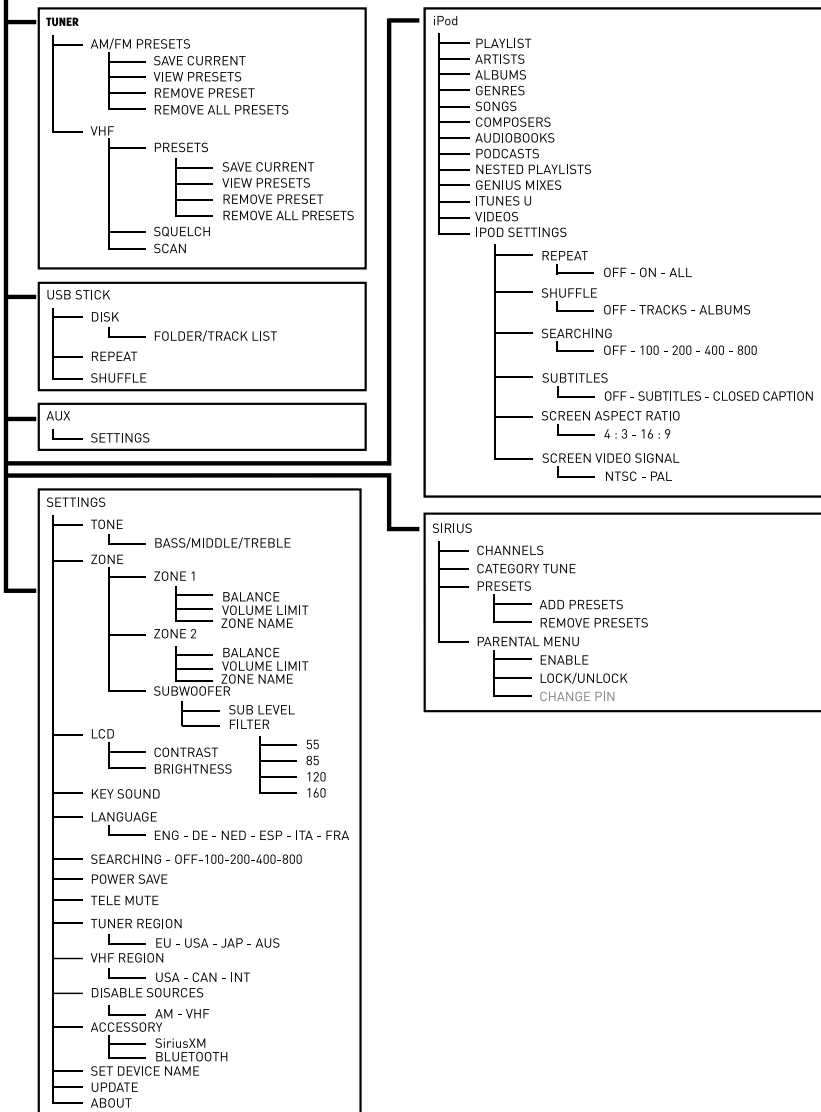 TUNER
AM/FM PRESETS
SAVE CURRENT
VIEW PRESETS
REMOVE PRESET
REMOVE ALL PRESETS
VHF
PRESETS
SAVE CURRENT
VIEW PRESETS
REMOVE PRESET
REMOVE ALL PRESETS
SQUELCH
SCAN
USB STICK
DISK
FOLDER/TRACK LIST
REPEAT
SHUFFLE
AUX
SETTINGS
SETTINGS
TONE
BASS/MIDDLE/TREBLE
ZONE
ZONE 1
BALANCE
VOLUME LIMIT
ZONE NAME
ZONE 2
BALANCE
VOLUME LIMIT
ZONE NAME
SUBWOOFER
SUB LEVEL
FILTER
55
85
120
160
LCD
CONTRAST
BRIGHTNESS
KEY SOUND
LANGUAGE
ENG - DE - NED - ESP - ITA - FRA
SEARCHING - OFF-100-200-400-800
POWER SAVE
TELE MUTE
TUNER REGION
EU - USA - JAP - AUS
VHF REGION
USA - CAN - INT
DISABLE SOURCES
AM - VHF
ACCESSORY
SiriusXM
BLUETOOTH
SET DEVICE NAME
UPDATE
ABOUT
iPod
PLAYLIST
ARTISTS
ALBUMS
GENRES
SONGS
COMPOSERS
AUDIOBOOKS
PODCASTS
NESTED PLAYLISTS
GENIUS MIXES
ITUNES U
VIDEOS
IPOD SETTINGS
REPEAT
OFF - ON - ALL
SHUFFLE
OFF - TRACKS - ALBUMS
SEARCHING
OFF - 100 - 200 - 400 - 800
SUBTITLES
OFF - SUBTITLES - CLOSED CAPTION
SCREEN ASPECT RATIO
4 : 3 - 16 : 9
SCREEN VIDEO SIGNAL
NTSC - PAL
SIRIUS
CHANNELS
CATEGORY TUNE
PRESETS
ADD PRESETS
REMOVE PRESETS
PARENTAL MENU
ENABLE
LOCK/UNLOCK
CHANGE PIN